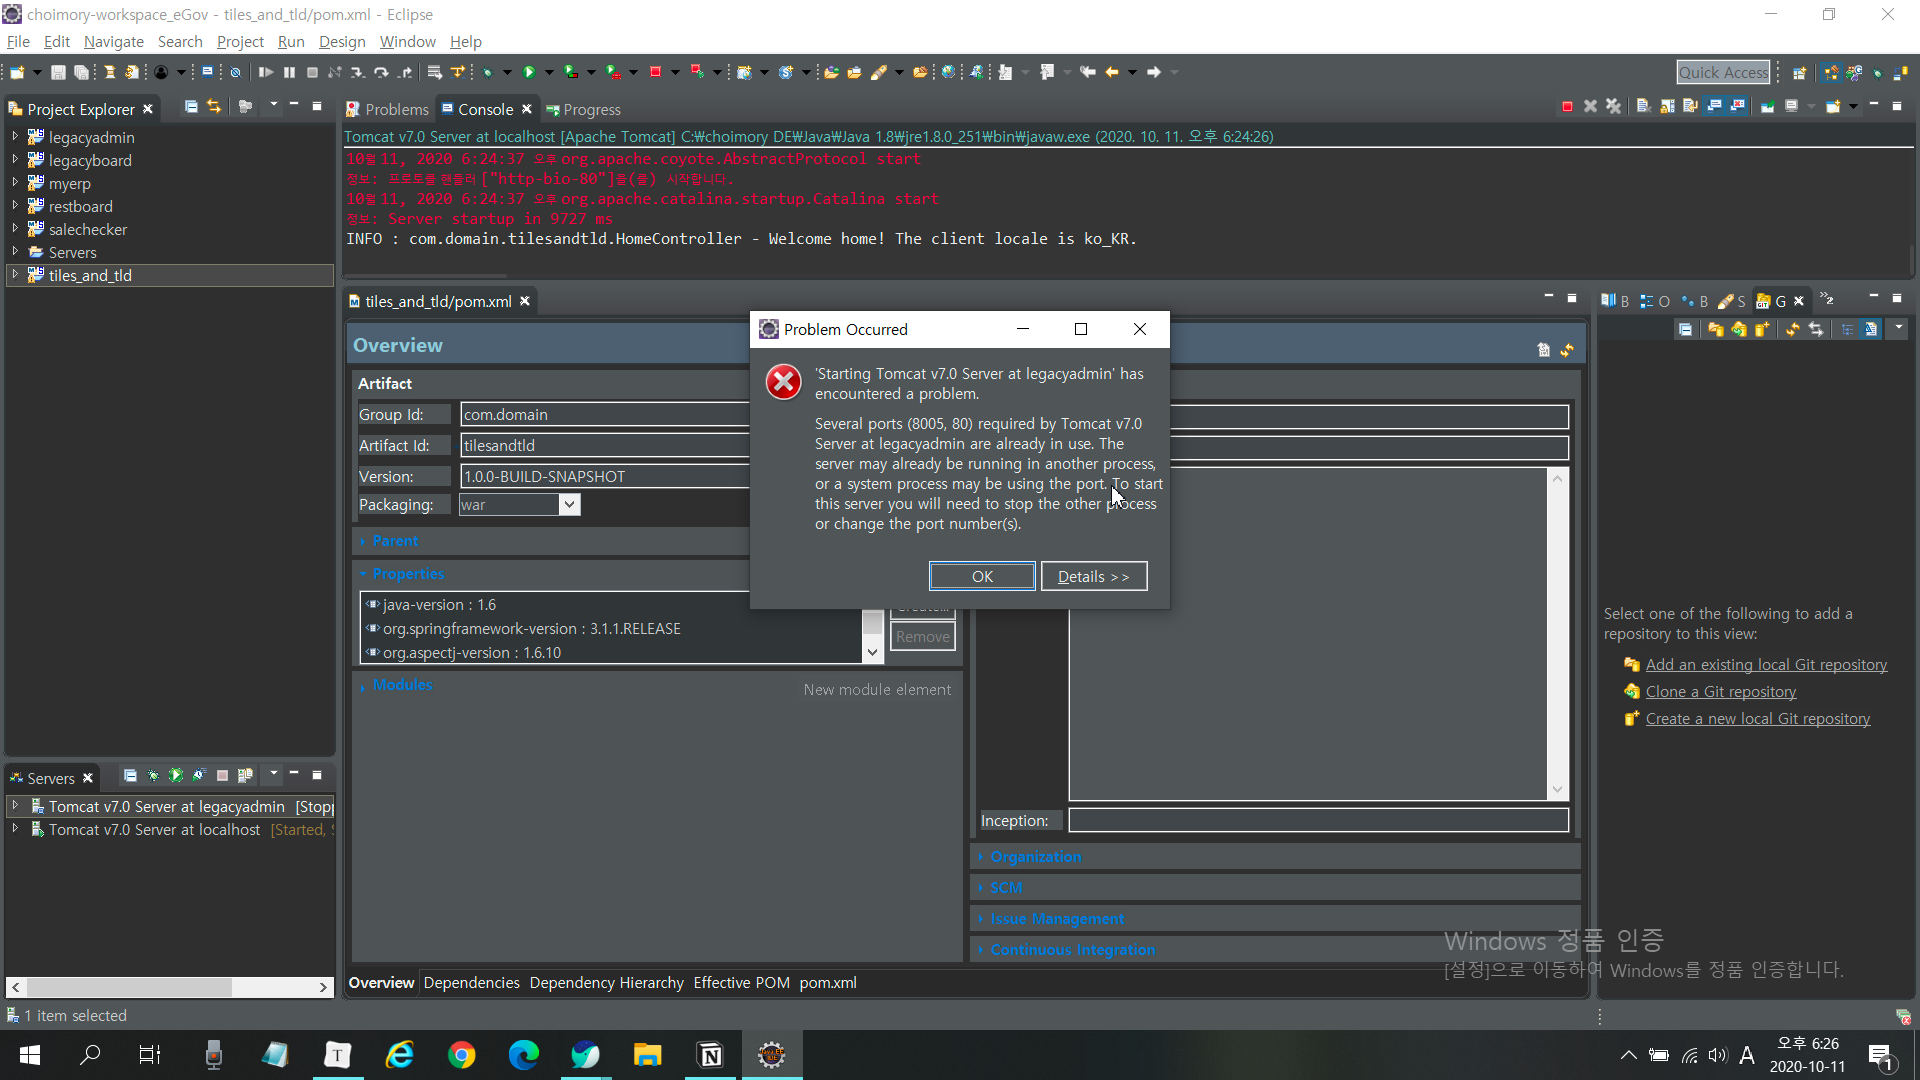 choimory-workspace_eGov - tiles_and_tld/pom.xml - Eclipse
File Edit Navigate Search Project Run Design Window Help
Quick Access
Project Explorer
legacyadmin
legacyboard
myerp
restboard
salechecker
Servers
tiles_and_tld
Problems Console Progress
Tomcat v7.0 Server at localhost [Apache Tomcat] C:₩choimory DE₩Java₩Java 1.8₩jre1.8.0_251₩bin₩javaw.exe (2020. 10. 11. 오후 6:24:26)
10월 11, 2020 6:24:37 오후 org.apache.coyote.AbstractProtocol start
정보: 프로토콜 핸들러 ["http-bio-80"]을(를) 시작합니다.
10월 11, 2020 6:24:37 오후 org.apache.catalina.startup.Catalina start
정보: Server startup in 9727 ms
INFO : com.domain.tilesandtld.HomeController - Welcome home! The client locale is ko_KR.
tiles_and_tld/pom.xml
Overview
Artifact
Group Id: com.domain
Artifact Id: tilesandtld
Version: 1.0.0-BUILD-SNAPSHOT
Packaging: war
Parent
Properties
java-version : 1.6
org.springframework-version : 3.1.1.RELEASE
org.aspectj-version : 1.6.10
Create...
Remove
Modules
New module element
Problem Occurred
'Starting Tomcat v7.0 Server at legacyadmin' has
encountered a problem.
Several ports (8005, 80) required by Tomcat v7.0
Server at legacyadmin are already in use. The
server may already be running in another process,
or a system process may be using the port. To start
this server you will need to stop the other process
or change the port number(s).
OK
Details >>
Inception:
Organization
SCM
Issue Management
Continuous Integration
Overview Dependencies Dependency Hierarchy Effective POM pom.xml
B O B S G
Select one of the following to add a
repository to this view:
Add an existing local Git repository
Clone a Git repository
Create a new local Git repository
Servers
Tomcat v7.0 Server at legacyadmin [Stopp
Tomcat v7.0 Server at localhost [Started,
1 item selected
Windows 정품 인증
[설정]으로 이동하여 Windows를 정품 인증합니다.
A
오후 6:26
2020-10-11
1